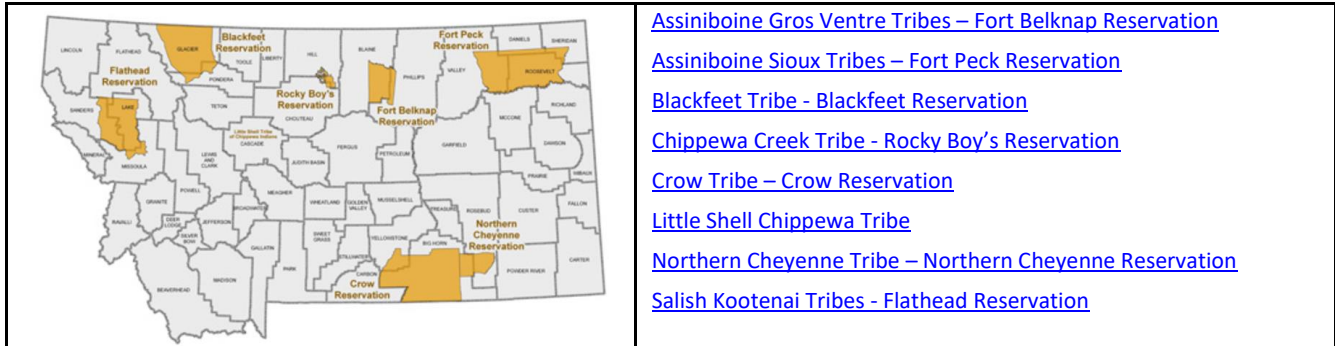 LINCOLN
FLATHEAD
GLACIER
Blackfeet
Reservation
TOOLE
LIBERTY
HILL
BLAINE
Fort Peck
Reservation
DANIELS
SHERIDAN
PHILLIPS
VALLEY
ROOSEVELT
Flathead
Reservation
PONDERA
Rocky Boy's
Reservation
SANDERS
LAKE
TETON
CHOUTEAU
Fort Belknap
Reservation
RICHLAND
MCCONE
Little Shell Tribe
of Chippewa Indians
CASCADE
MINERAL
MISSOULA
LEWIS
AND
CLARK
JUDITH BASIN
FERGUS
PETROLEUM
GARFIELD
DAWSON
PRAIRIE
WIBAUX
POWELL
MEAGHER
WHEATLAND
GOLDEN
VALLEY
MUSSELSHELL
TREASURE
ROSEBUD
CUSTER
FALLON
RAVALLI
GRANITE
DEER
LODGE
SILVER
BOW
JEFFERSON
BROADWATER
GALLATIN
SWEET
GRASS
STILLWATER
YELLOWSTONE
BIG HORN
Northern
Cheyenne
Reservation
BEAVERHEAD
MADISON
PARK
CARBON
POWDER RIVER
CARTER
Crow
Reservation
Assiniboine Gros Ventre Tribes – Fort Belknap Reservation
Assiniboine Sioux Tribes – Fort Peck Reservation
Blackfeet Tribe - Blackfeet Reservation
Chippewa Creek Tribe - Rocky Boy’s Reservation
Crow Tribe – Crow Reservation
Little Shell Chippewa Tribe
Northern Cheyenne Tribe – Northern Cheyenne Reservation
Salish Kootenai Tribes - Flathead Reservation